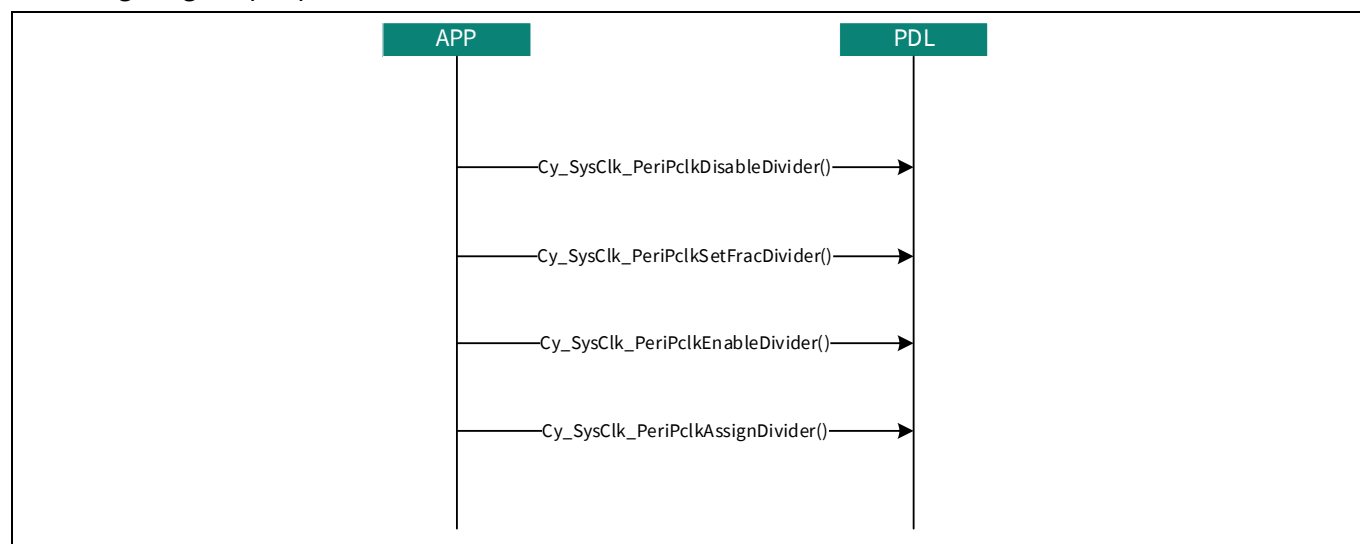 APP
PDL
Cy_SysClk_PeriPclkDisableDivider()
Cy_SysClk_PeriPclkSetFracDivider()
Cy_SysClk_PeriPclkEnableDivider()
Cy_SysClk_PeriPclkAssignDivider()